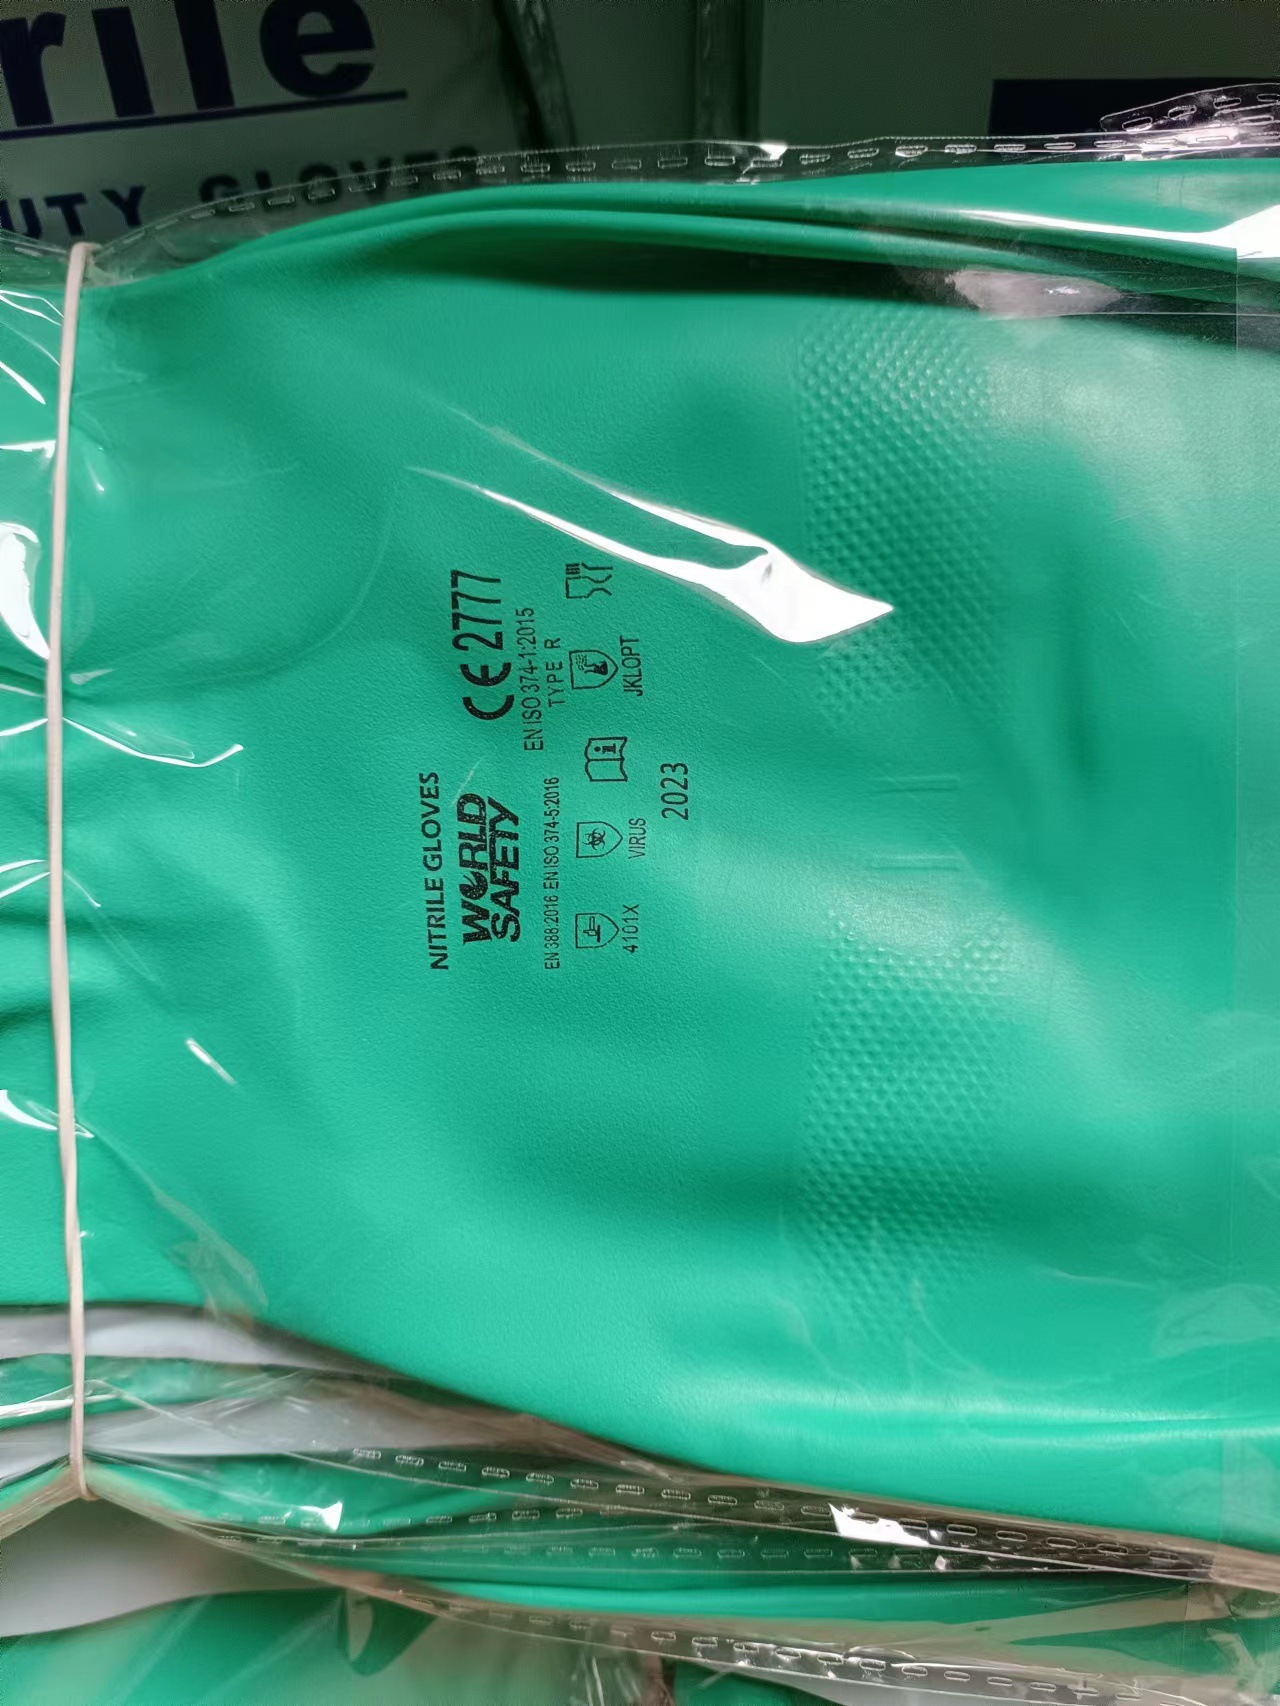 rile
UTY GLOVES
NITRILE GLOVES
WORLD
SAFETY
CE 2777
EN 388:2016 EN ISO 374-5:2016
EN ISO 374-1:2015
TYPE R
4101X
VIRUS
i
JKLOPT
2023